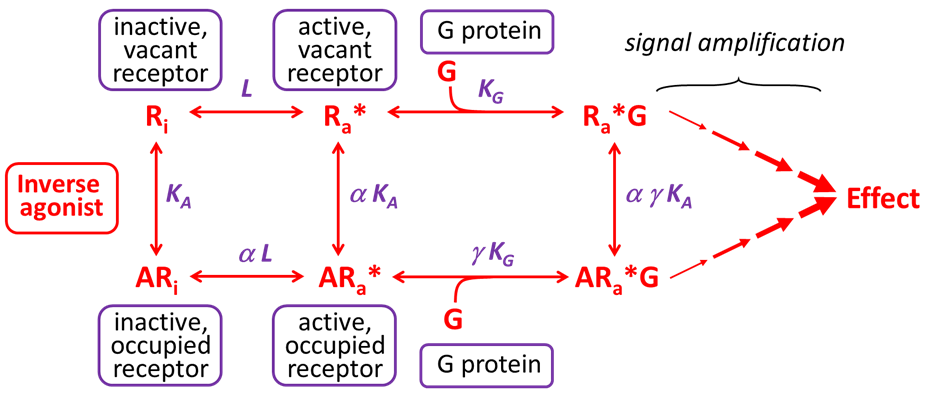 inactive,
vacant
receptor
active,
vacant
receptor
G protein
signal amplification
G
L
K_G
R_i
R_a*
R_a*G
Inverse
agonist
K_A
α K_A
α γ K_A
Effect
α L
γ K_G
AR_i
AR_a*
AR_a*G
G
inactive,
occupied
receptor
active,
occupied
receptor
G protein